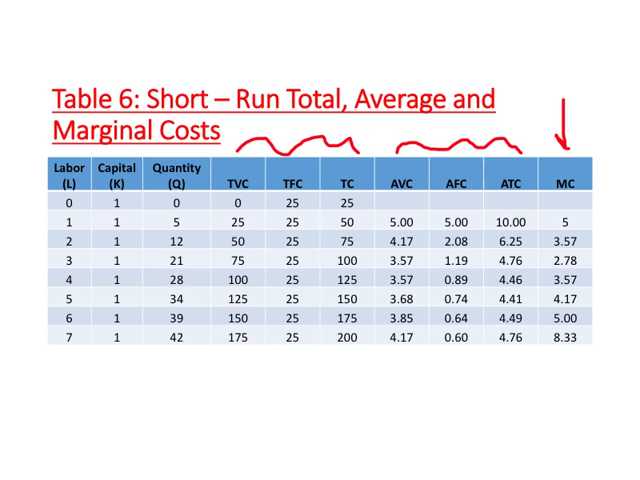 Table 6: Short – Run Total, Average and
Marginal Costs
Labor (L) Capital (K) Quantity (Q) TVC TFC TC AVC AFC ATC MC
0 1 0 0 25 25
1 1 5 25 25 50 5.00 5.00 10.00 5
2 1 12 50 25 75 4.17 2.08 6.25 3.57
3 1 21 75 25 100 3.57 1.19 4.76 2.78
4 1 28 100 25 125 3.57 0.89 4.46 3.57
5 1 34 125 25 150 3.68 0.74 4.41 4.17
6 1 39 150 25 175 3.85 0.64 4.49 5.00
7 1 42 175 25 200 4.17 0.60 4.76 8.33